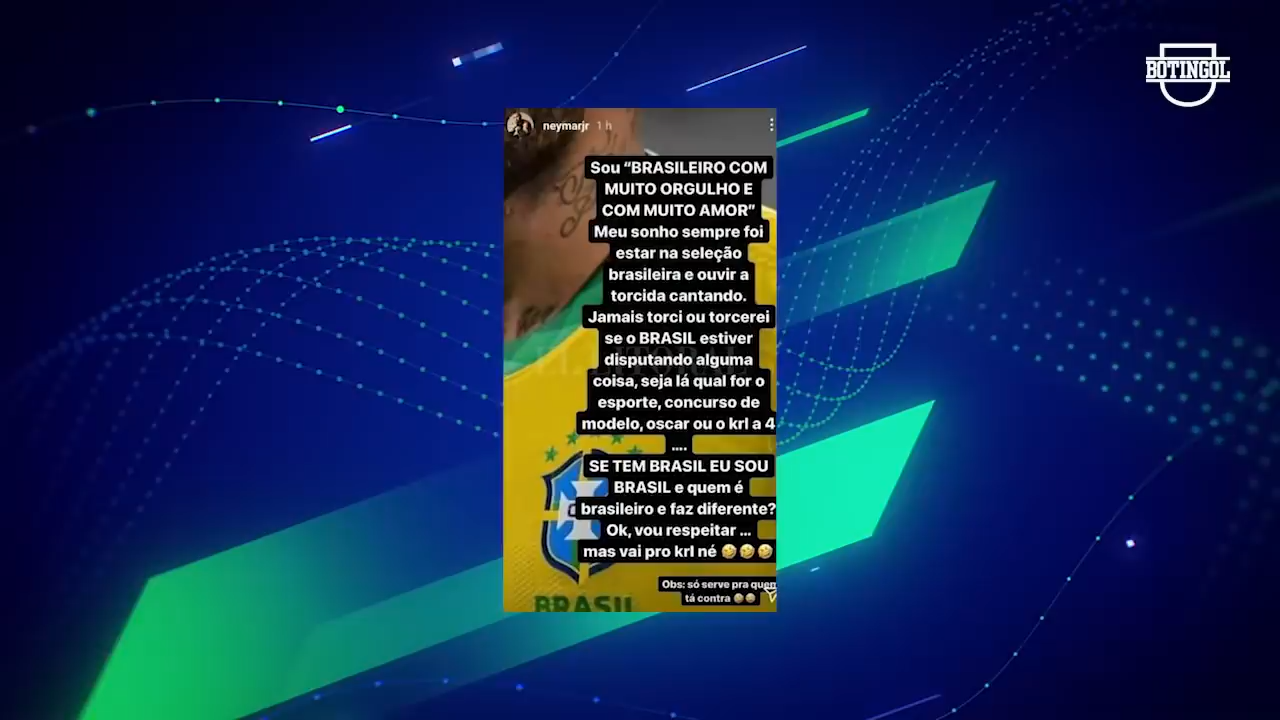 BOTINGOL
neymarjr 1 h
Sou “BRASILEIRO COM
MUITO ORGULHO E
COM MUITO AMOR”
Meu sonho sempre foi
estar na seleção
brasileira e ouvir a
torcida cantando.
Jamais torci ou torcerei
se o BRASIL estiver
disputando alguma
coisa, seja lá qual for o
esporte, concurso de
modelo, oscar ou o krl a 4
....
SE TEM BRASIL EU SOU
BRASIL e quem é
brasileiro e faz diferente?
Ok, vou respeitar ...
mas vai pro krl né 🤣🤣🤣
Obs: só serve pra quem
tá contra 🤣🤣
BRASIL